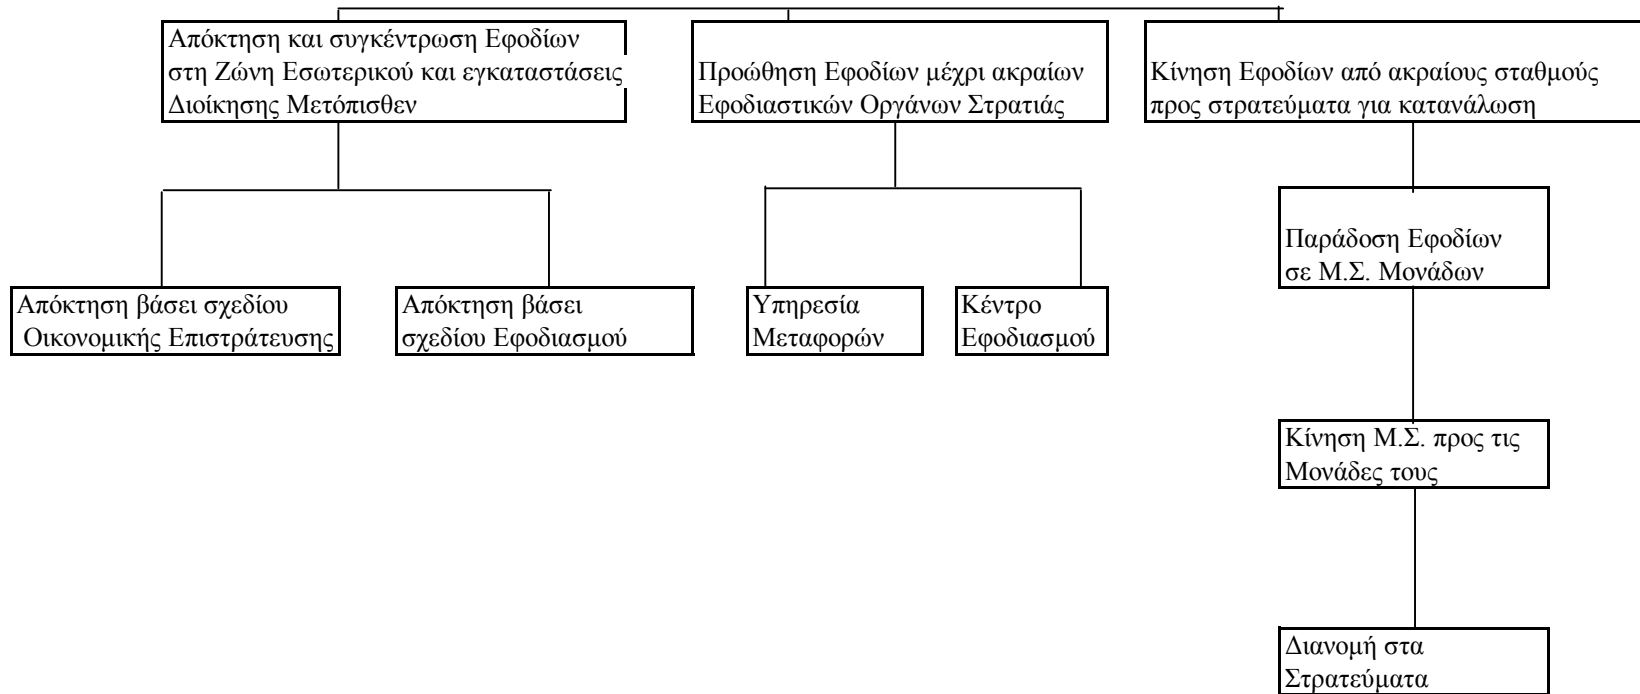 Απόκτηση και συγκέντρωση Εφοδίων
στη Ζώνη Εσωτερικού και εγκαταστάσεις
Διοίκησης Μετόπισθεν
Προώθηση Εφοδίων μέχρι ακραίων
Εφοδιαστικών Οργάνων Στρατιάς
Κίνηση Εφοδίων από ακραίους σταθμούς
προς στρατεύματα για κατανάλωση
Απόκτηση βάσει σχεδίου
Οικονομικής Επιστράτευσης
Απόκτηση βάσει
σχεδίου Εφοδιασμού
Υπηρεσία
Μεταφορών
Κέντρο
Εφοδιασμού
Παράδοση Εφοδίων
σε Μ.Σ. Μονάδων
Κίνηση Μ.Σ. προς τις
Μονάδες τους
Διανομή στα
Στρατεύματα